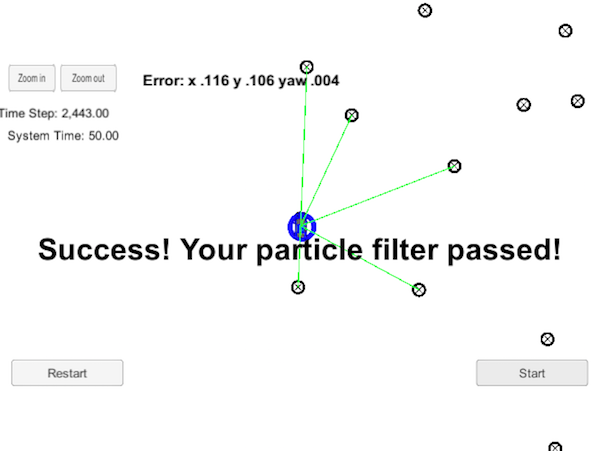 Zoom in
Zoom out
Error: x .116 y .106 yaw .004
Time Step: 2,443.00
System Time: 50.00
Success! Your particle filter passed!
Restart
Start